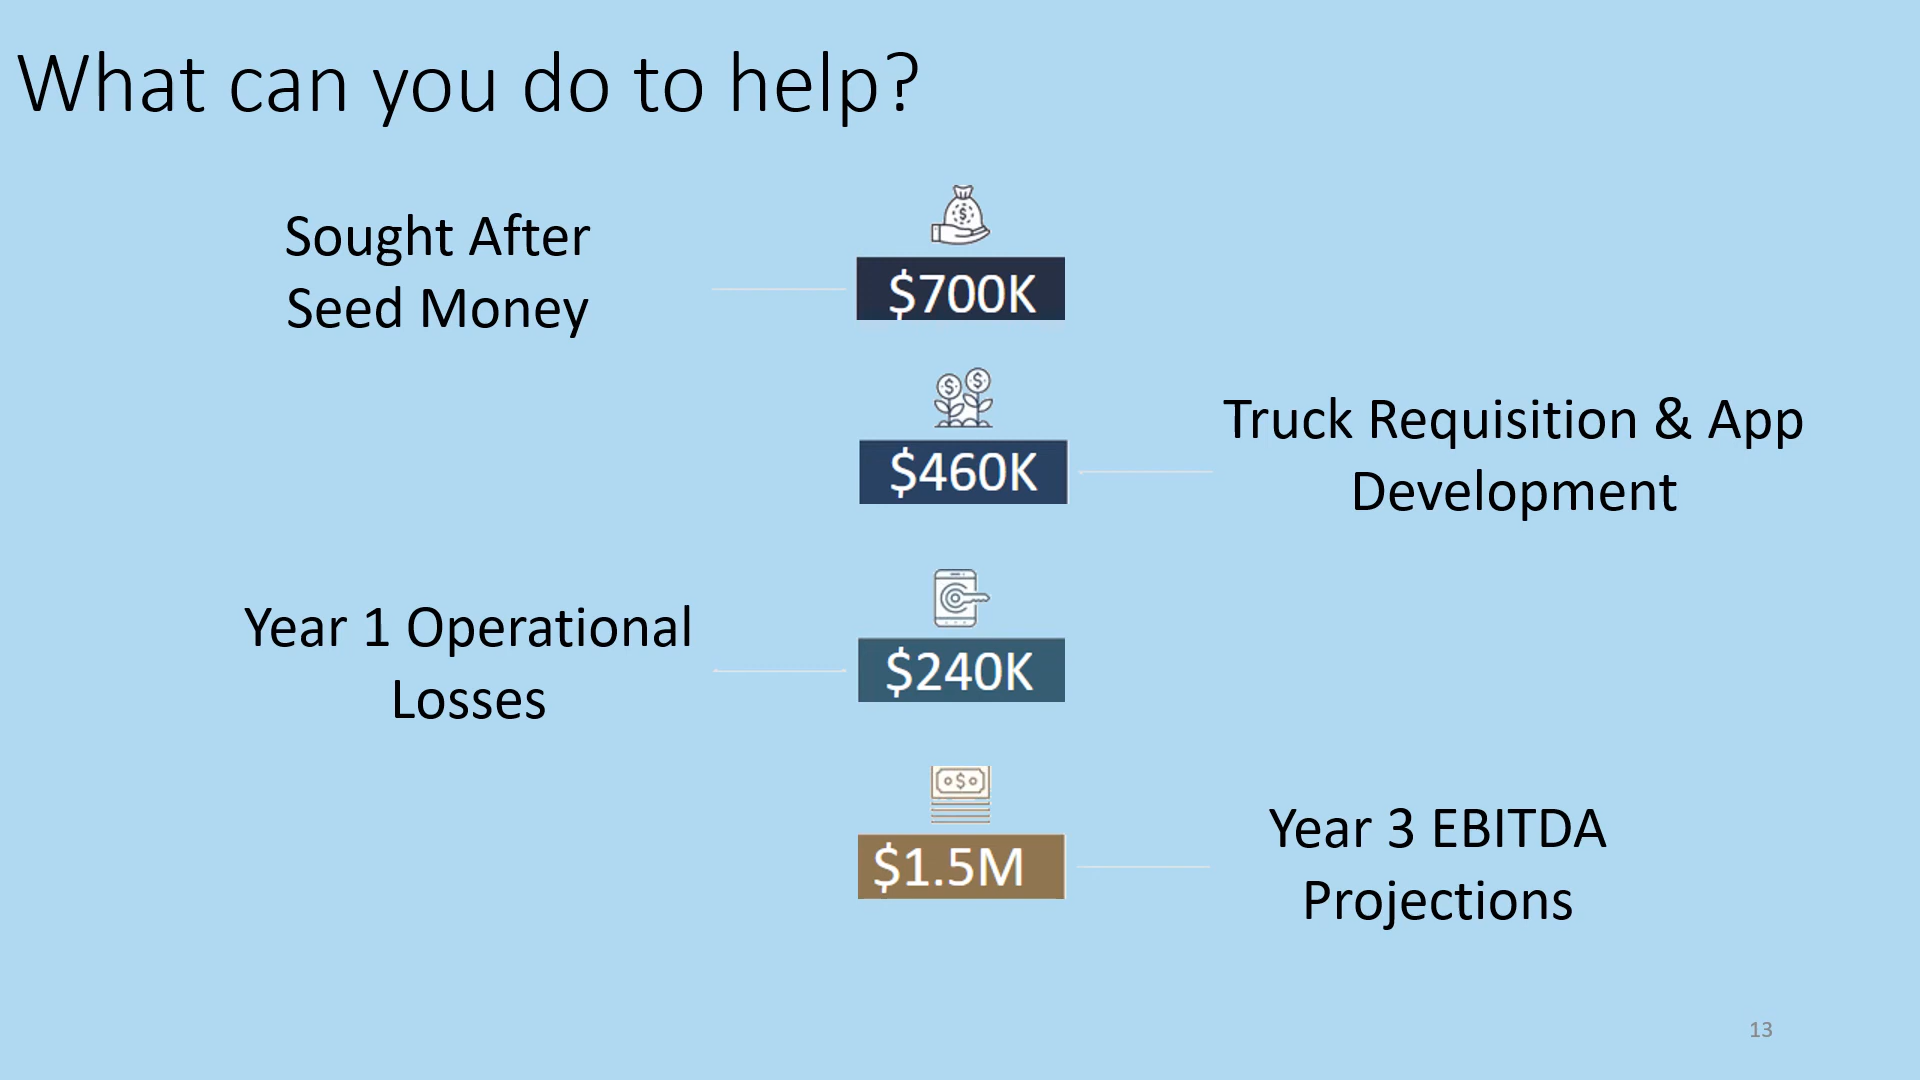 What can you do to help?
Sought After
Seed Money
$700K
$460K
Truck Requisition & App
Development
Year 1 Operational
Losses
$240K
$1.5M
Year 3 EBITDA
Projections
13